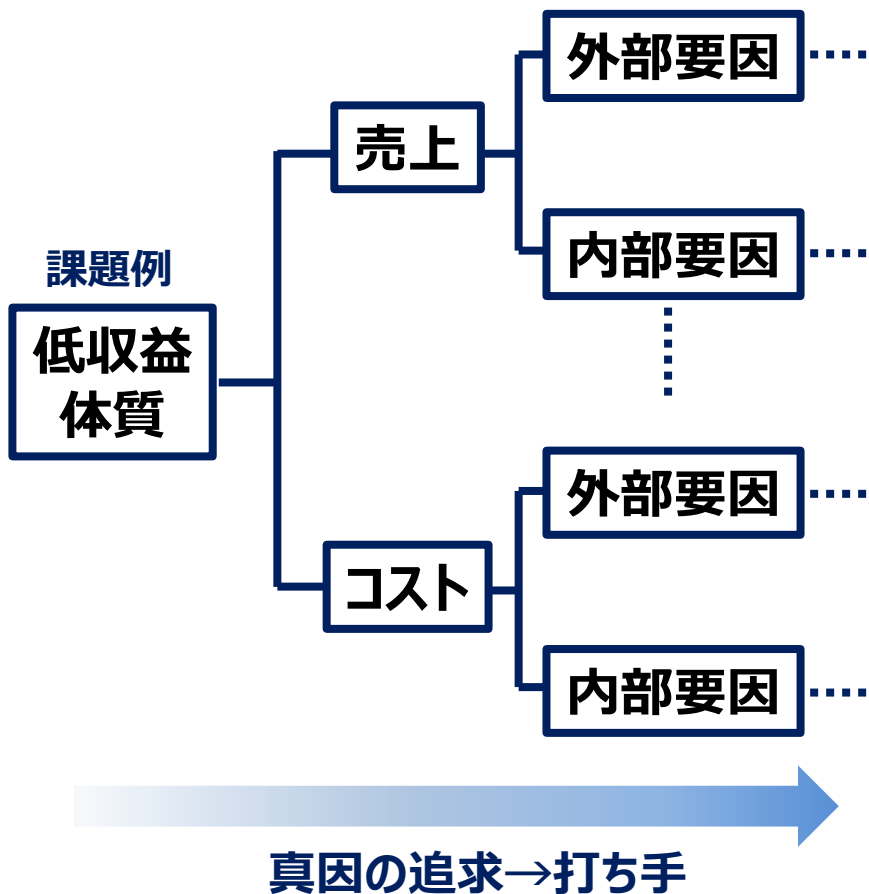 外部要因
売上
内部要因
課題例
低収益
体質
外部要因
コスト
内部要因
真因の追求→打ち手